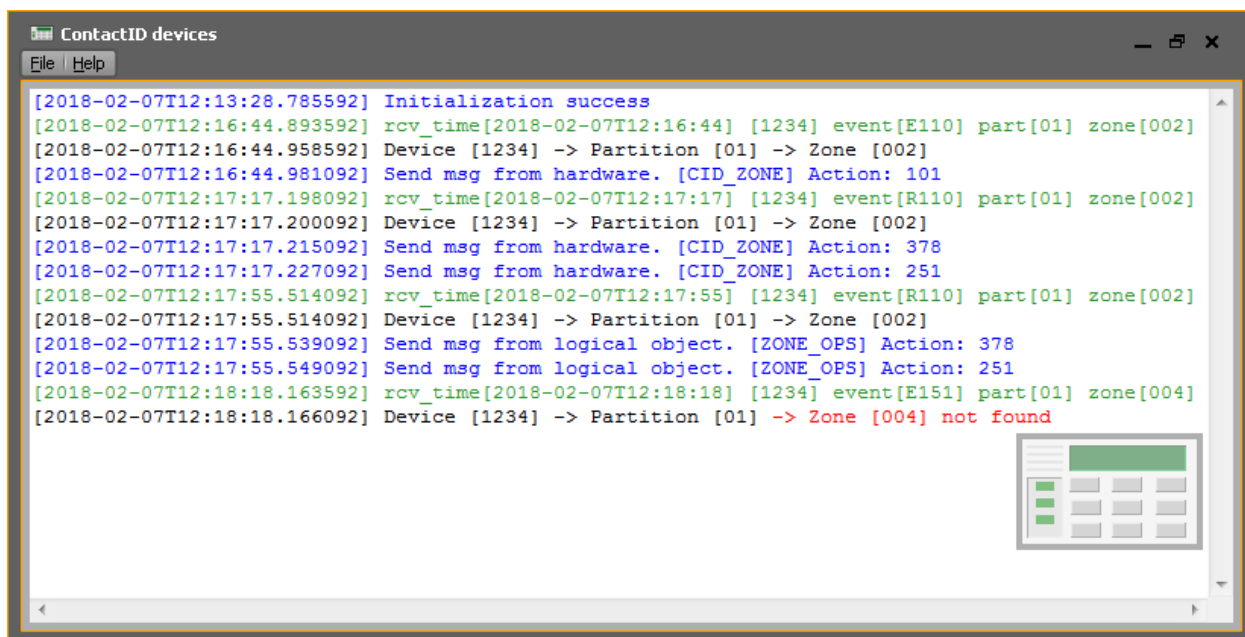 ContactID devices
File Help
[2018-02-07T12:13:28.785592] Initialization success
[2018-02-07T12:16:44.893592] rcv_time[2018-02-07T12:16:44] [1234] event[E110] part[01] zone[002]
[2018-02-07T12:16:44.958592] Device [1234] -> Partition [01] -> Zone [002]
[2018-02-07T12:16:44.981092] Send msg from hardware. [CID_ZONE] Action: 101
[2018-02-07T12:17:17.198092] rcv_time[2018-02-07T12:17:17] [1234] event[R110] part[01] zone[002]
[2018-02-07T12:17:17.200092] Device [1234] -> Partition [01] -> Zone [002]
[2018-02-07T12:17:17.215092] Send msg from hardware. [CID_ZONE] Action: 378
[2018-02-07T12:17:17.227092] Send msg from hardware. [CID_ZONE] Action: 251
[2018-02-07T12:17:55.514092] rcv_time[2018-02-07T12:17:55] [1234] event[R110] part[01] zone[002]
[2018-02-07T12:17:55.514092] Device [1234] -> Partition [01] -> Zone [002]
[2018-02-07T12:17:55.539092] Send msg from logical object. [ZONE_OPS] Action: 378
[2018-02-07T12:17:55.549092] Send msg from logical object. [ZONE_OPS] Action: 251
[2018-02-07T12:18:18.163592] rcv_time[2018-02-07T12:18:18] [1234] event[E151] part[01] zone[004]
[2018-02-07T12:18:18.166092] Device [1234] -> Partition [01] -> Zone [004] not found